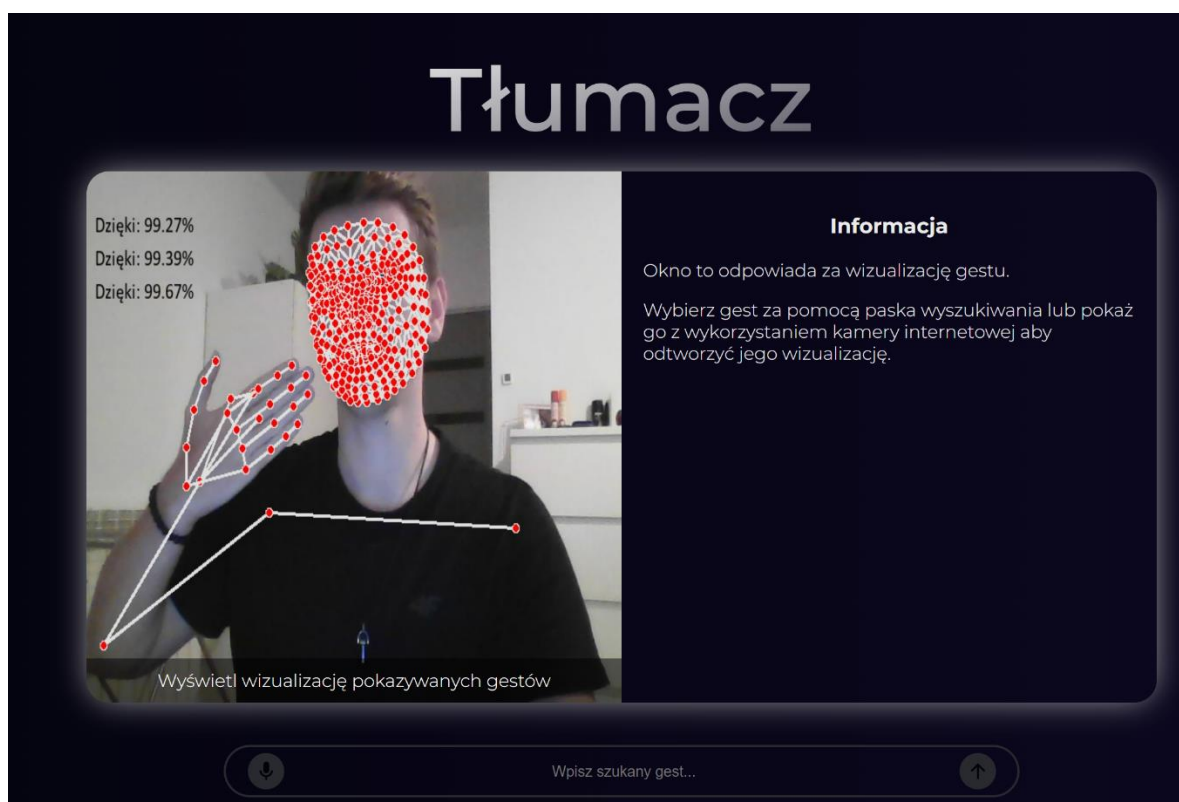 Tłumacz
Dzięki: 99.27%
Dzięki: 99.39%
Dzięki: 99.67%
Wyświetl wizualizację pokazywanych gestów
Informacja
Okno to odpowiada za wizualizację gestu.
Wybierz gest za pomocą paska wyszukiwania lub pokaż
go z wykorzystaniem kamery internetowej aby
odtworzyć jego wizualizację.
Wpisz szukany gest...